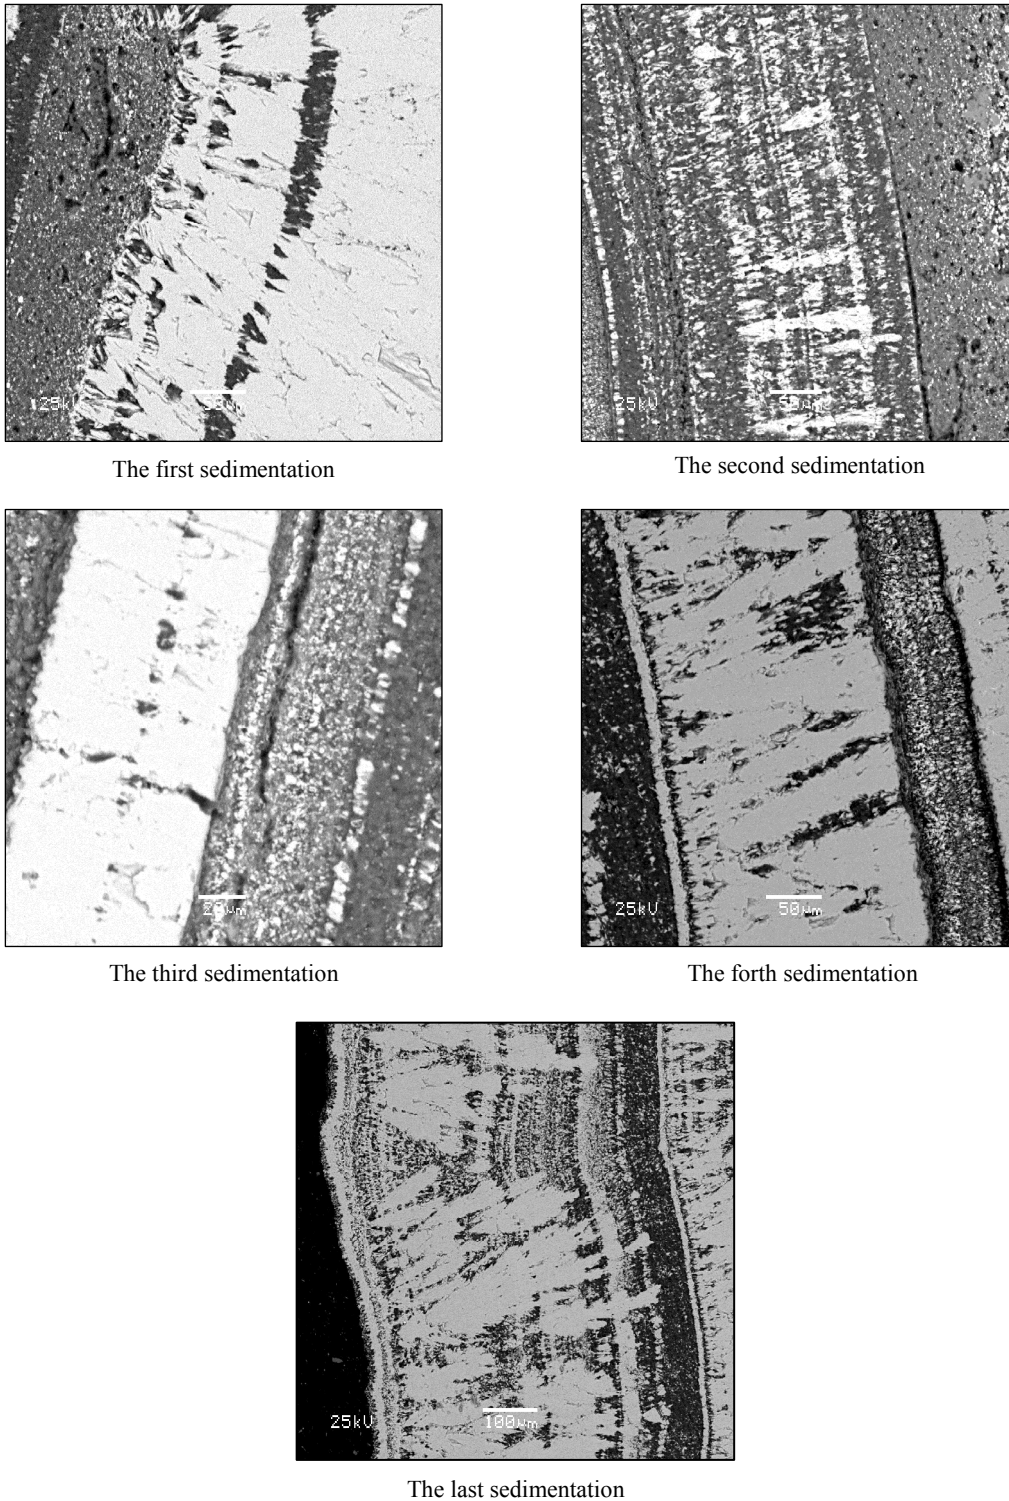 25kV 50μm
25kV 50μm
The first sedimentation
The second sedimentation
20μm
25kV 50μm
The third sedimentation
The forth sedimentation
25kV 100μm
The last sedimentation